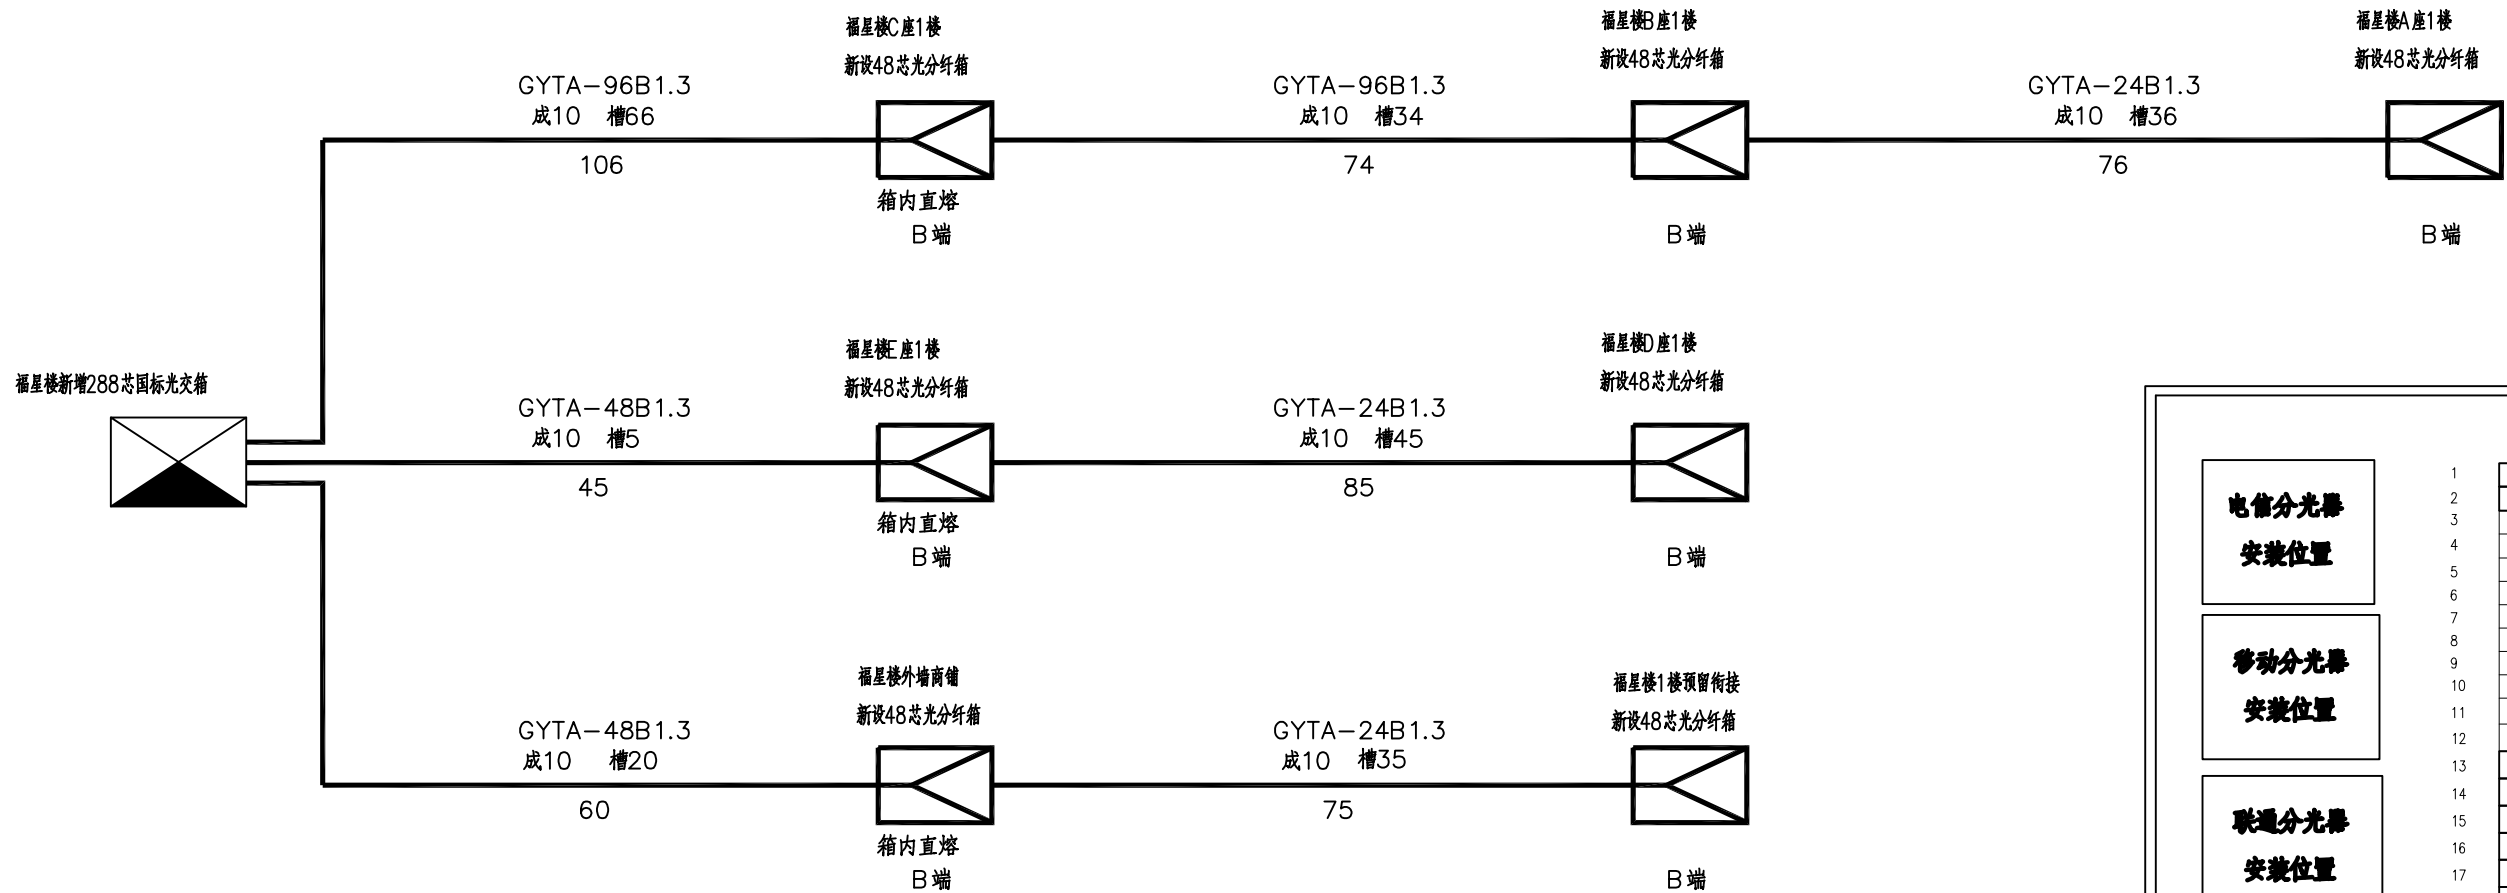 福星楼C座1楼
新设48芯光分纤箱
福星楼B座1楼
新设48芯光分纤箱
福星楼A座1楼
新设48芯光分纤箱
GYTA-96B1.3
成10 槽66
106
GYTA-96B1.3
成10 槽34
74
GYTA-24B1.3
成10 槽36
76
箱内直熔
B端
B端
B端
福星楼新增288芯国标光交箱
福星楼E座1楼
新设48芯光分纤箱
福星楼D座1楼
新设48芯光分纤箱
GYTA-48B1.3
成10 槽5
45
GYTA-24B1.3
成10 槽45
85
箱内直熔
B端
B端
福星楼外墙商铺
新设48芯光分纤箱
福星楼1楼预留衔接
新设48芯光分纤箱
GYTA-48B1.3
成10 槽20
60
GYTA-24B1.3
成10 槽35
75
箱内直熔
B端
B端
电信分光器
安装位置
移动分光器
安装位置
联通分光器
安装位置
1
2
3
4
5
6
7
8
9
10
11
12
13
14
15
16
17